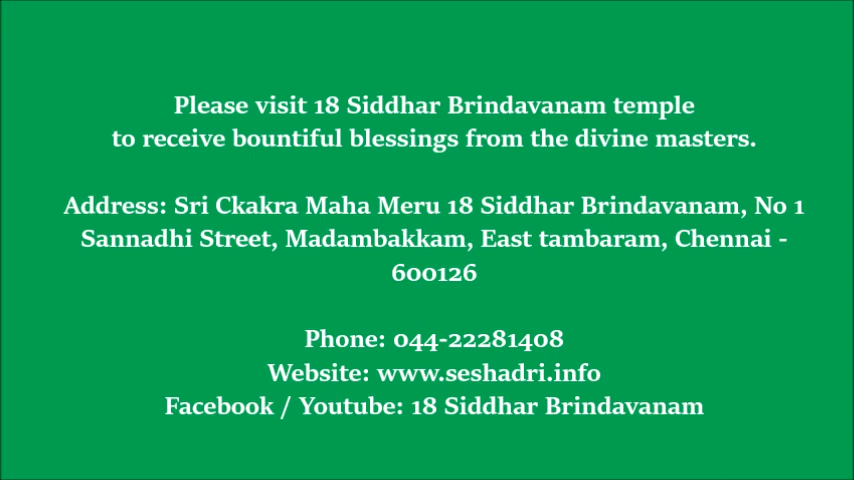 Please visit 18 Siddhar Brindavanam temple
to receive bountiful blessings from the divine masters.
Address: Sri Ckakra Maha Meru 18 Siddhar Brindavanam, No 1
Sannadhi Street, Madambakkam, East tambaram, Chennai -
600126
Phone: 044-22281408
Website: www.seshadri.info
Facebook / Youtube: 18 Siddhar Brindavanam